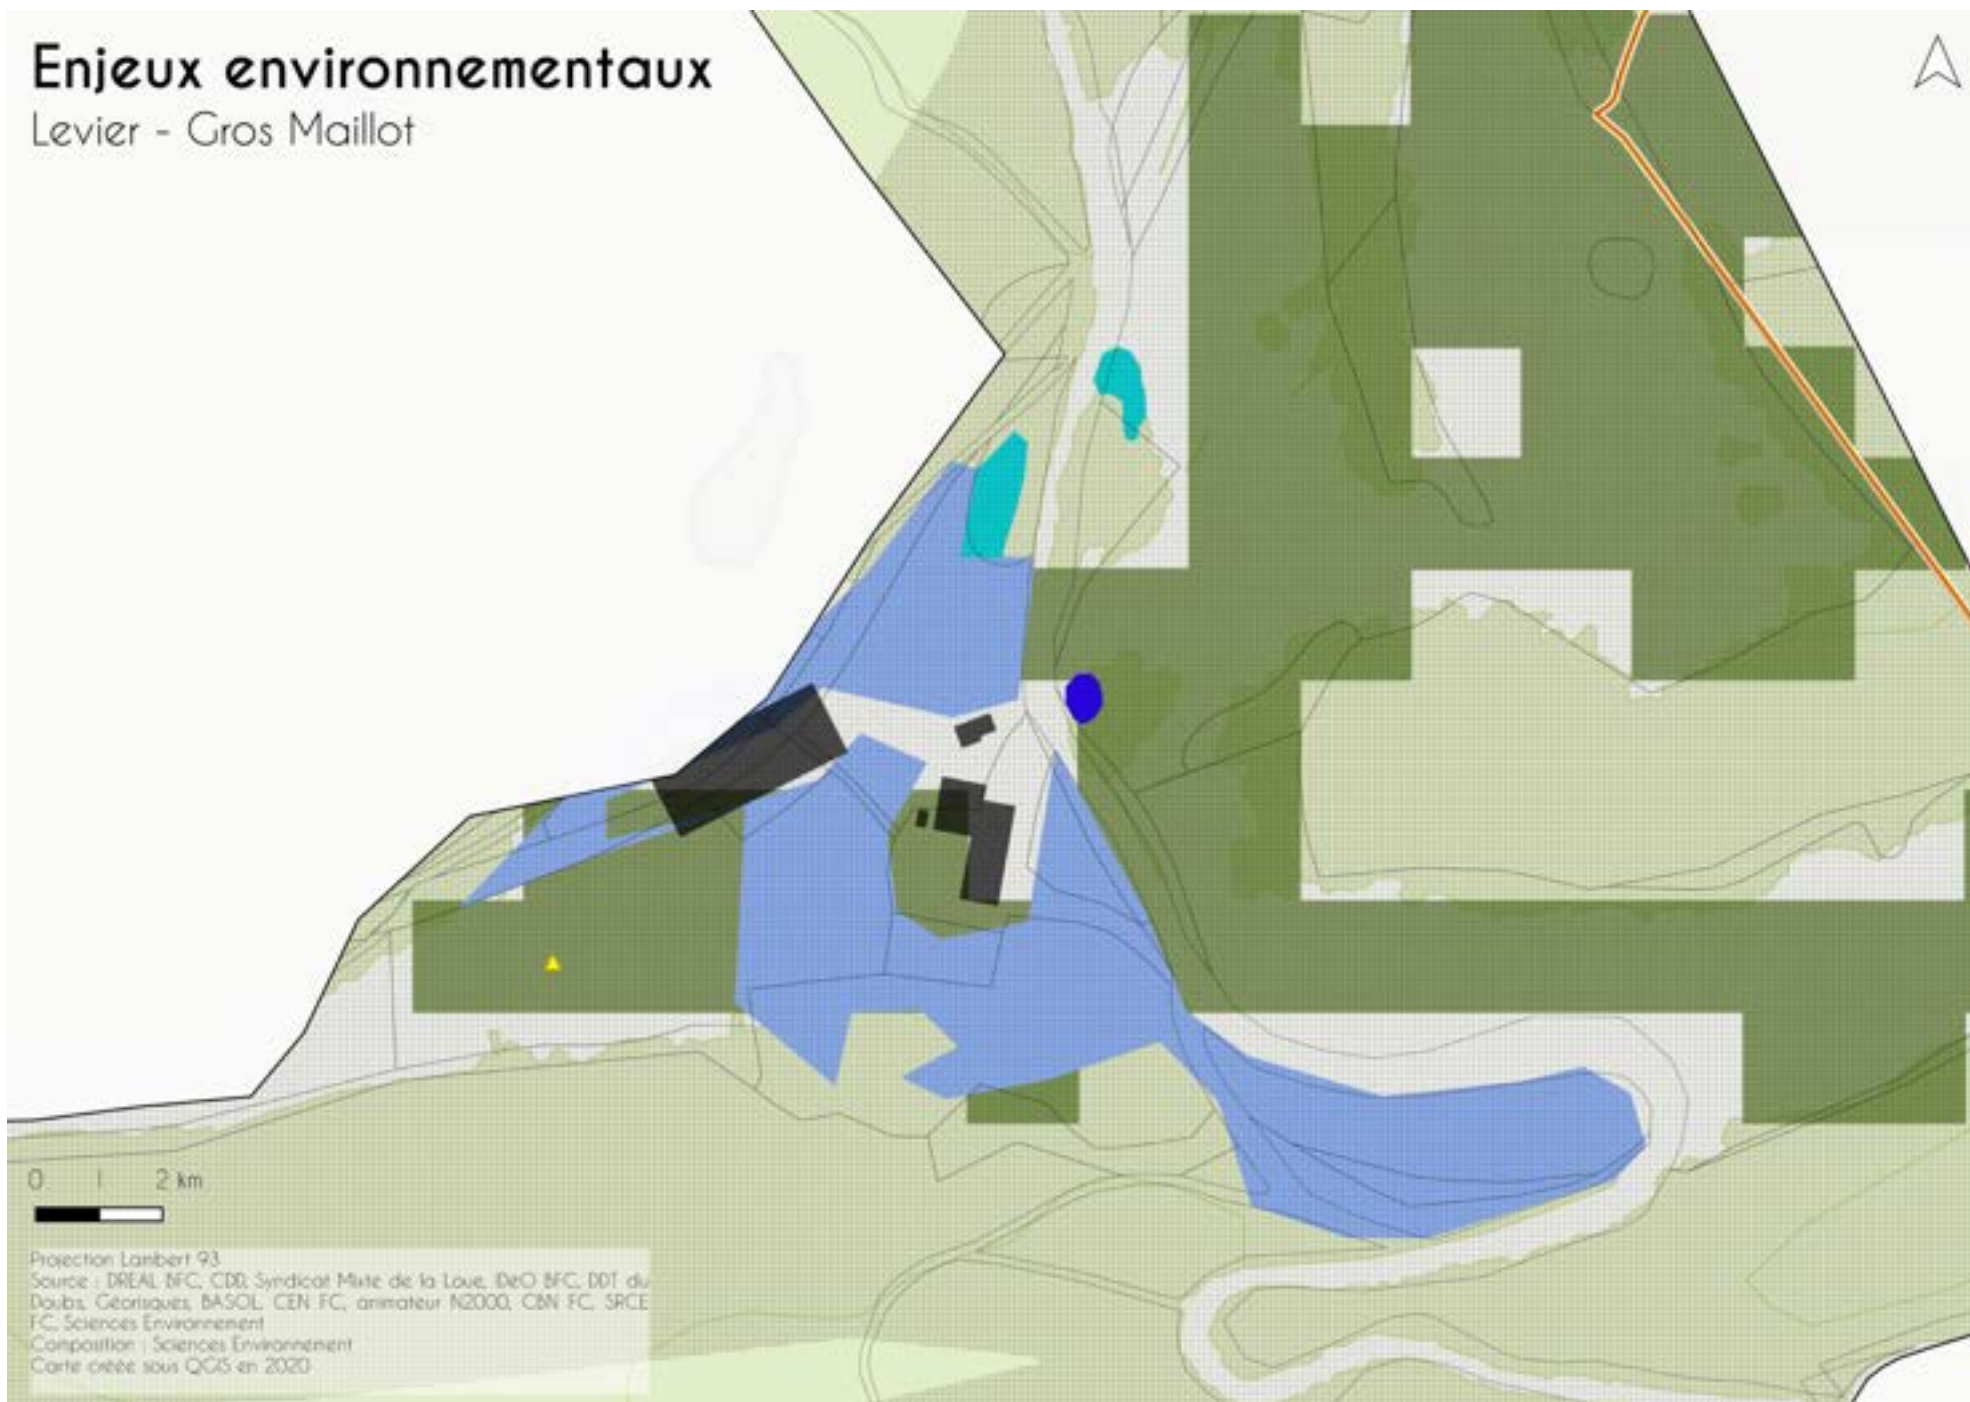 Enjeux environnementaux
Levier - Gros Maillot
0 1 2 km
Projection Lambert 93
Source : DREAL BFC, CDD, Syndicat Mixte de la Loue, IDéO BFC, DDT du
Doubs, Géorisques, BASOL, CEN FC, animateur N2000, CBN FC, SRCE
FC, Sciences Environnement
Composition : Sciences Environnement
Carte créée sous QGIS en 2020